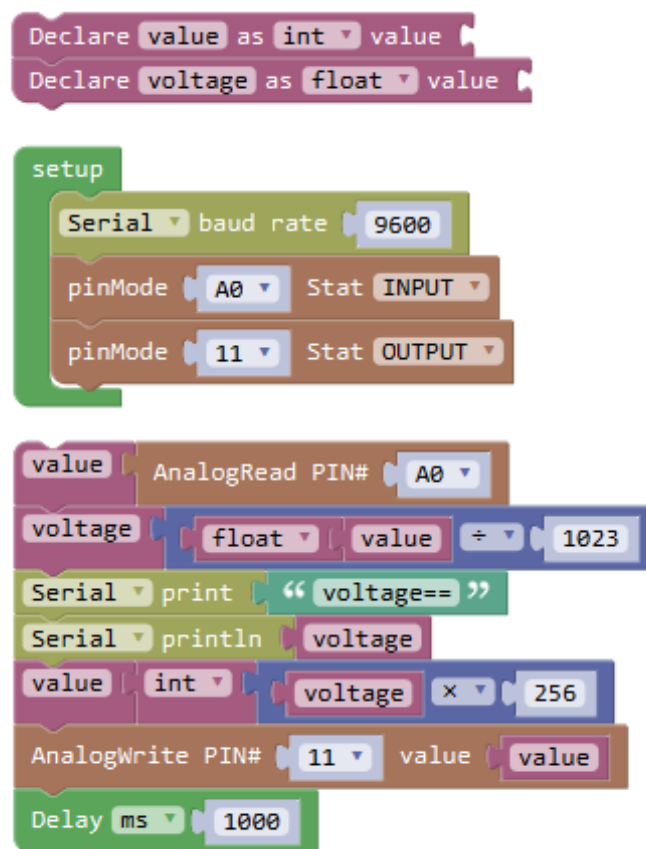 Declare value as int value
Declare voltage as float value
setup
Serial baud rate 9600
pinMode A0 Stat INPUT
pinMode 11 Stat OUTPUT
value AnalogRead PIN# A0
voltage float value ÷ 1023
Serial print “ voltage== ”
Serial println voltage
value int voltage × 256
AnalogWrite PIN# 11 value value
Delay ms 1000